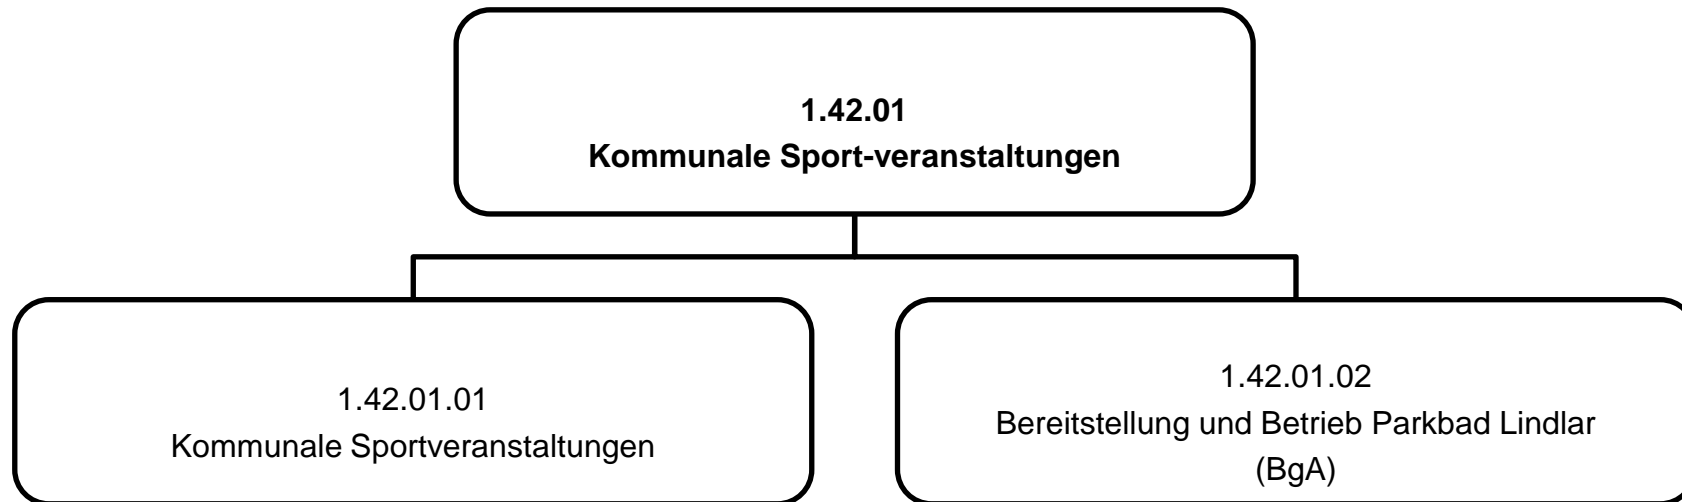 1.42.01
Kommunale Sport-veranstaltungen
1.42.01.01
Kommunale Sportveranstaltungen
1.42.01.02
Bereitstellung und Betrieb Parkbad Lindlar
(BgA)